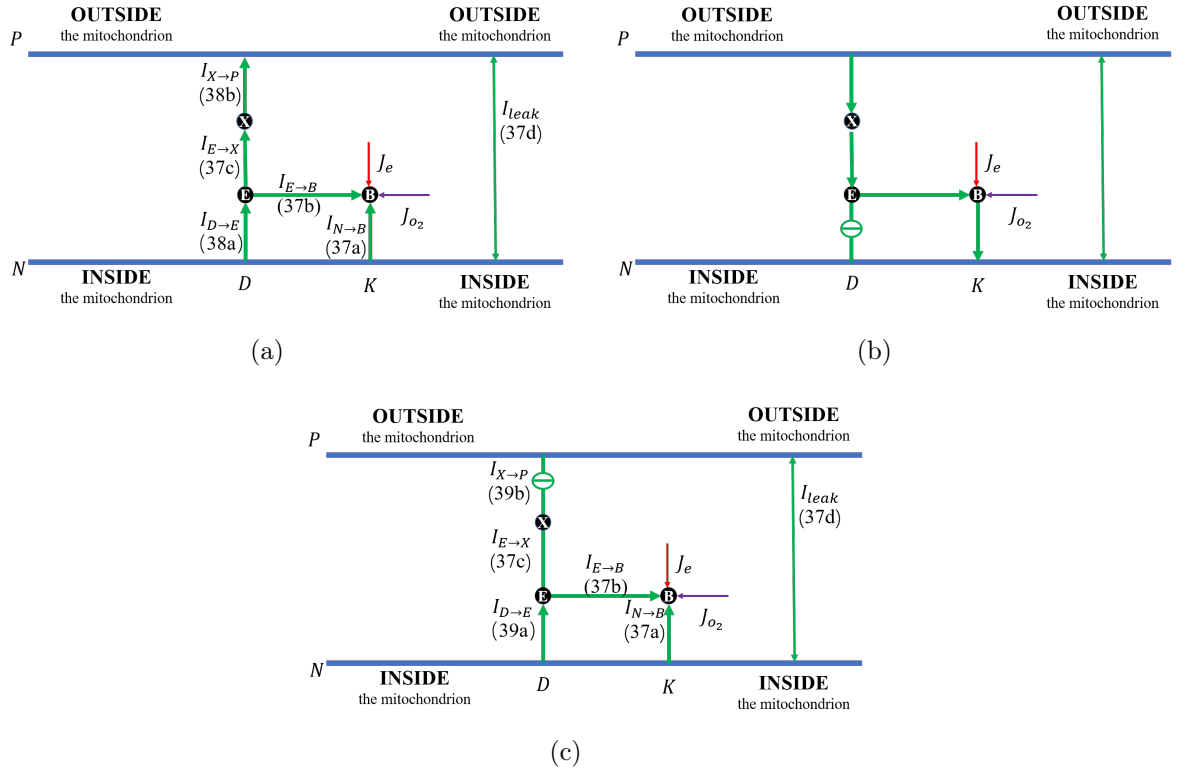 OUTSIDE
the mitochondrion
OUTSIDE
the mitochondrion
P
I_{X→P}
(38b)
X
I_{leak}
(37d)
I_{E→X}
(37c)
J_e
I_{E→B}
(37b)
E
B
J_{o_2}
I_{D→E}
(38a)
I_{N→B}
(37a)
N
INSIDE
the mitochondrion
D
K
INSIDE
the mitochondrion
(a)
OUTSIDE
the mitochondrion
OUTSIDE
the mitochondrion
P
X
J_e
E
B
J_{o_2}
N
INSIDE
the mitochondrion
D
K
INSIDE
the mitochondrion
(b)
OUTSIDE
the mitochondrion
OUTSIDE
the mitochondrion
P
I_{X→P}
(39b)
X
I_{leak}
(37d)
I_{E→X}
(37c)
I_{E→B}
(37b)
J_e
E
B
J_{o_2}
I_{D→E}
(39a)
I_{N→B}
(37a)
N
INSIDE
the mitochondrion
D
K
INSIDE
the mitochondrion
(c)